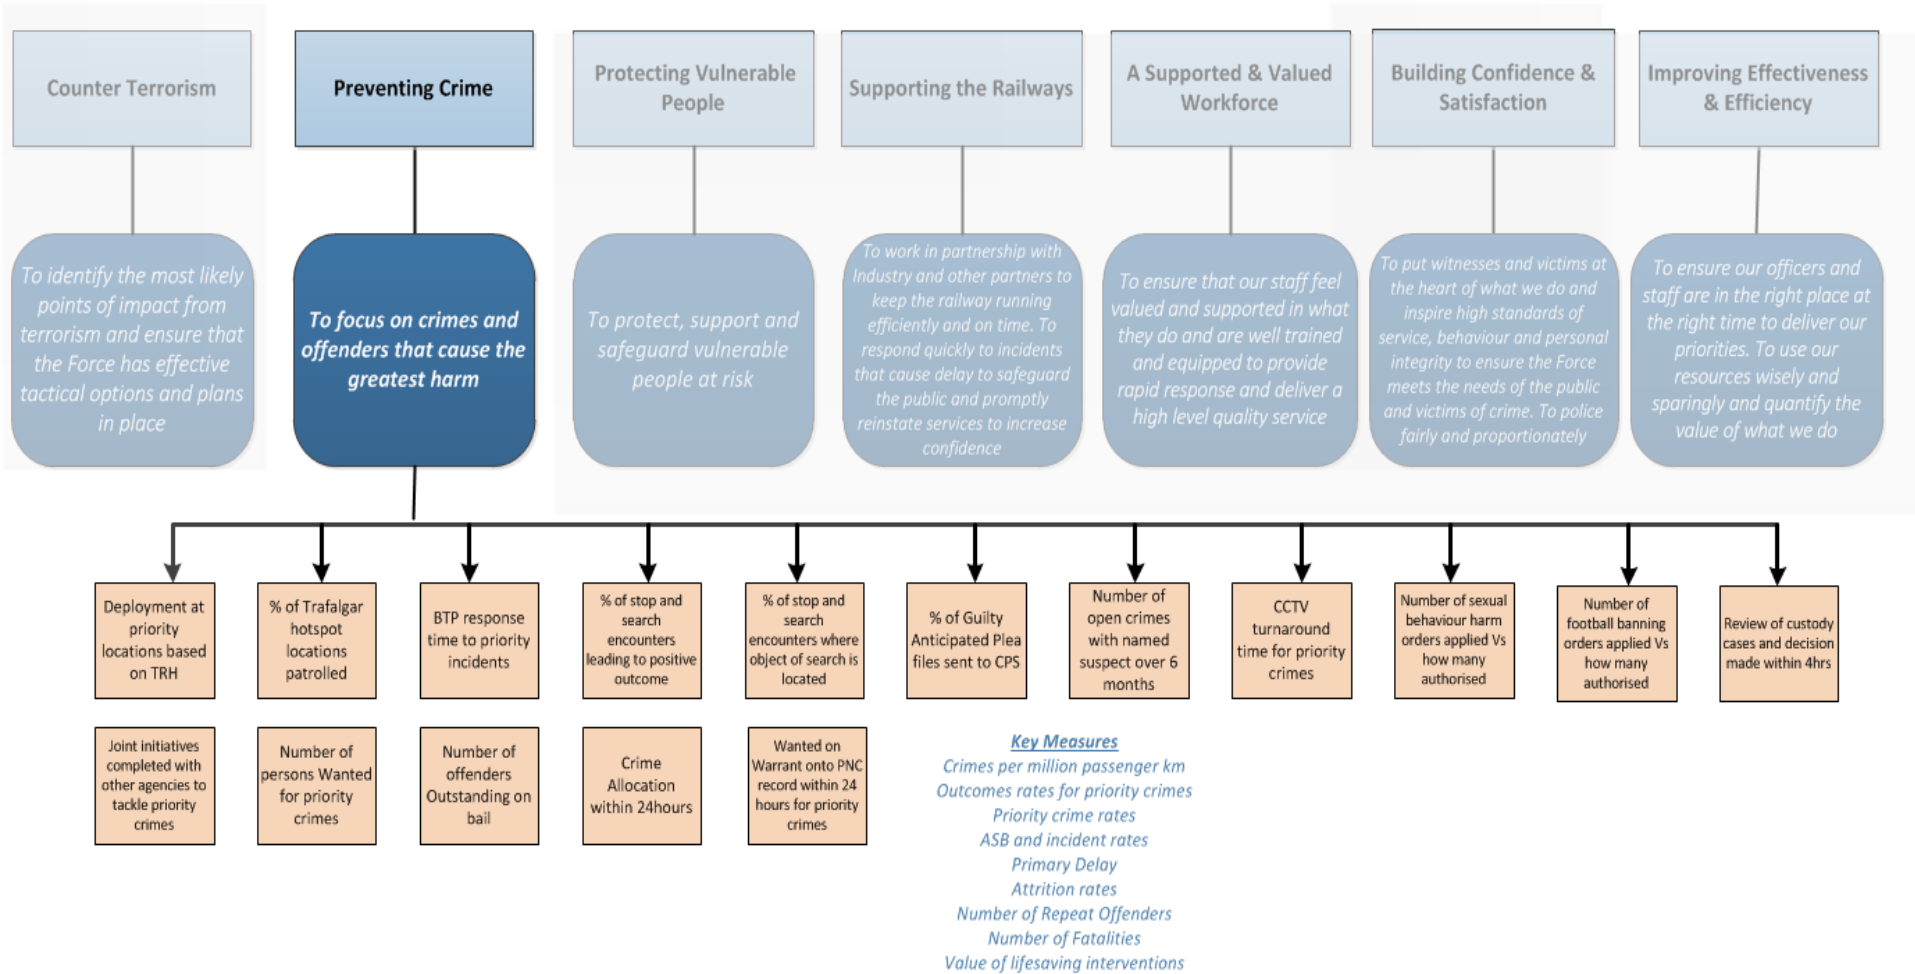 Counter Terrorism
Preventing Crime
Protecting Vulnerable
People
Supporting the Railways
A Supported & Valued
Workforce
Building Confidence &
Satisfaction
Improving Effectiveness
& Efficiency
To identify the most likely
points of impact from
terrorism and ensure that
the Force has effective
tactical options and plans
in place
To focus on crimes and
offenders that cause the
greatest harm
To protect, support and
safeguard vulnerable
people at risk
To work in partnership with
Industry and other partners to
keep the railway running
efficiently and on time. To
respond quickly to incidents
that cause delay to safeguard
the public and promptly
reinstate services to increase
confidence
To ensure that our staff feel
valued and supported in what
they do and are well trained
and equipped to provide
rapid response and deliver a
high level quality service
To put witnesses and victims at
the heart of what we do and
inspire high standards of
service, behaviour and personal
integrity to ensure the Force
meets the needs of the public
and victims of crime. To police
fairly and proportionately
To ensure our officers and
staff are in the right place at
the right time to deliver our
priorities. To use our
resources wisely and
sparingly and quantify the
value of what we do
Deployment at
priority
locations based
on TRH
% of Trafalgar
hotspot
locations
patrolled
BTP response
time to priority
incidents
% of stop and
search
encounters
leading to positive
outcome
% of stop and
search
encounters where
object of search is
located
% of Guilty
Anticipated Plea
files sent to CPS
Number of
open crimes
with named
suspect over 6
months
CCTV
turnaround
time for priority
crimes
Number of sexual
behaviour harm
orders applied Vs
how many
authorised
Number of
football banning
orders applied Vs
how many
authorised
Review of custody
cases and decision
made within 4hrs
Joint initiatives
completed with
other agencies to
tackle priority
crimes
Number of
persons Wanted
for priority
crimes
Number of
offenders
Outstanding on
bail
Crime
Allocation
within 24hours
Wanted on
Warrant onto PNC
record within 24
hours for priority
crimes
Key Measures
Crimes per million passenger km
Outcomes rates for priority crimes
Priority crime rates
ASB and incident rates
Primary Delay
Attrition rates
Number of Repeat Offenders
Number of Fatalities
Value of lifesaving interventions